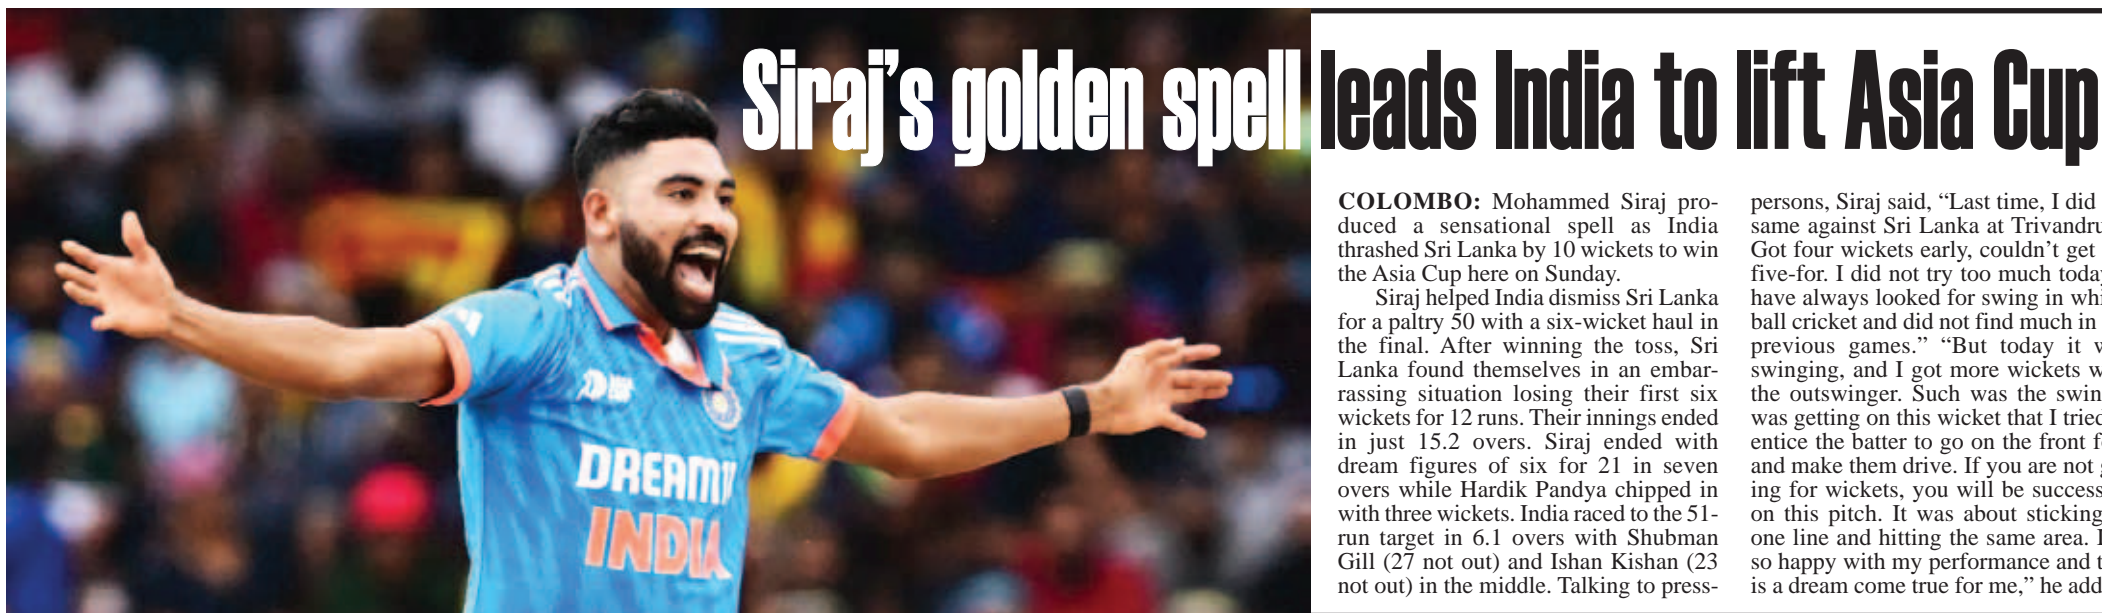 Siraj's golden spell leads India to lift Asia Cup
DREAM
INDIA
COLOMBO: Mohammed Siraj pro-
duced a sensational spell as India
thrashed Sri Lanka by 10 wickets to win
the Asia Cup here on Sunday.
Siraj helped India dismiss Sri Lanka
for a paltry 50 with a six-wicket haul in
the final. After winning the toss, Sri
Lanka found themselves in an embar-
rassing situation losing their first six
wickets for 12 runs. Their innings ended
in just 15.2 overs. Siraj ended with
dream figures of six for 21 in seven
overs while Hardik Pandya chipped in
with three wickets. India raced to the 51-
run target in 6.1 overs with Shubman
Gill (27 not out) and Ishan Kishan (23
not out) in the middle. Talking to press-
persons, Siraj said, “Last time, I did
same against Sri Lanka at Trivandru
Got four wickets early, couldn’t get
five-for. I did not try too much today
have always looked for swing in whi
ball cricket and did not find much in
previous games.” “But today it w
swinging, and I got more wickets w
the outswinger. Such was the swin
was getting on this wicket that I tried
entice the batter to go on the front f
and make them drive. If you are not g
ing for wickets, you will be success
on this pitch. It was about sticking
one line and hitting the same area. I
so happy with my performance and t
is a dream come true for me,” he add